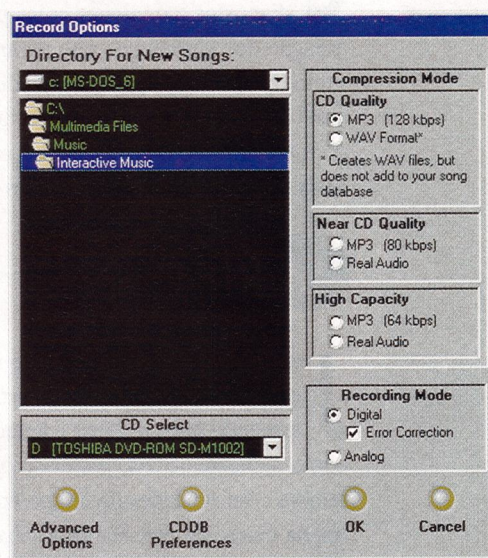 Record Options
Directory For New Songs:
c: [MS-DOS_6]
C:\
Multimedia Files
Music
Interactive Music
CD Select
D [TOSHIBA DVD-ROM SD-M1002]
Compression Mode
CD Quality
MP3 (128 kbps)
WAV Format*
* Creates WAV files, but
does not add to your song
database
Near CD Quality
MP3 (80 kbps)
Real Audio
High Capacity
MP3 (64 kbps)
Real Audio
Recording Mode
Digital
Error Correction
Analog
Advanced
Options
CDDB
Preferences
OK
Cancel